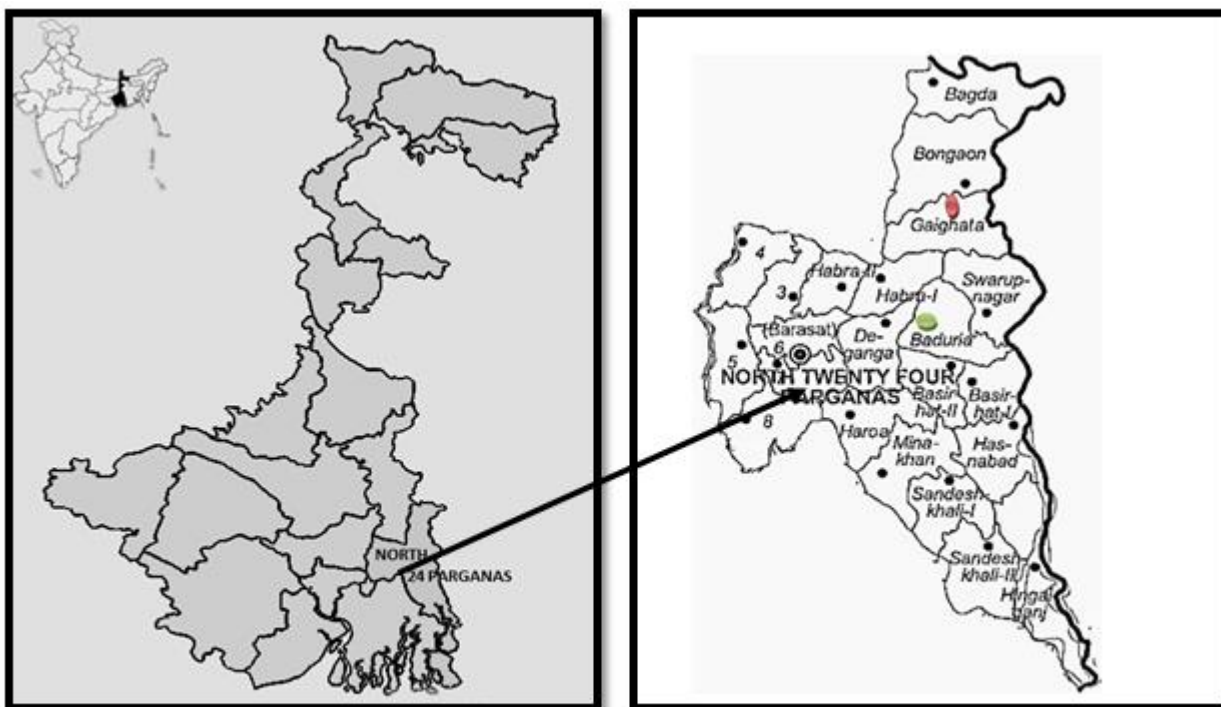 NORTH
24 PARGANAS
Bagda
Bongaon
Gaighata
4
Habra-II
3
Habra-I
Swarup-
nagar
(Barasat)
6
De-
ganga
Baduria
5
NORTH TWENTY FOUR
PARGANAS
Basir-
hat-II
Basir-
hat-I
8
Haroa
Mina-
khan
Has-
nabad
Sandesh-
khali-I
Sandesh-
khali-II
Hingal
ganj